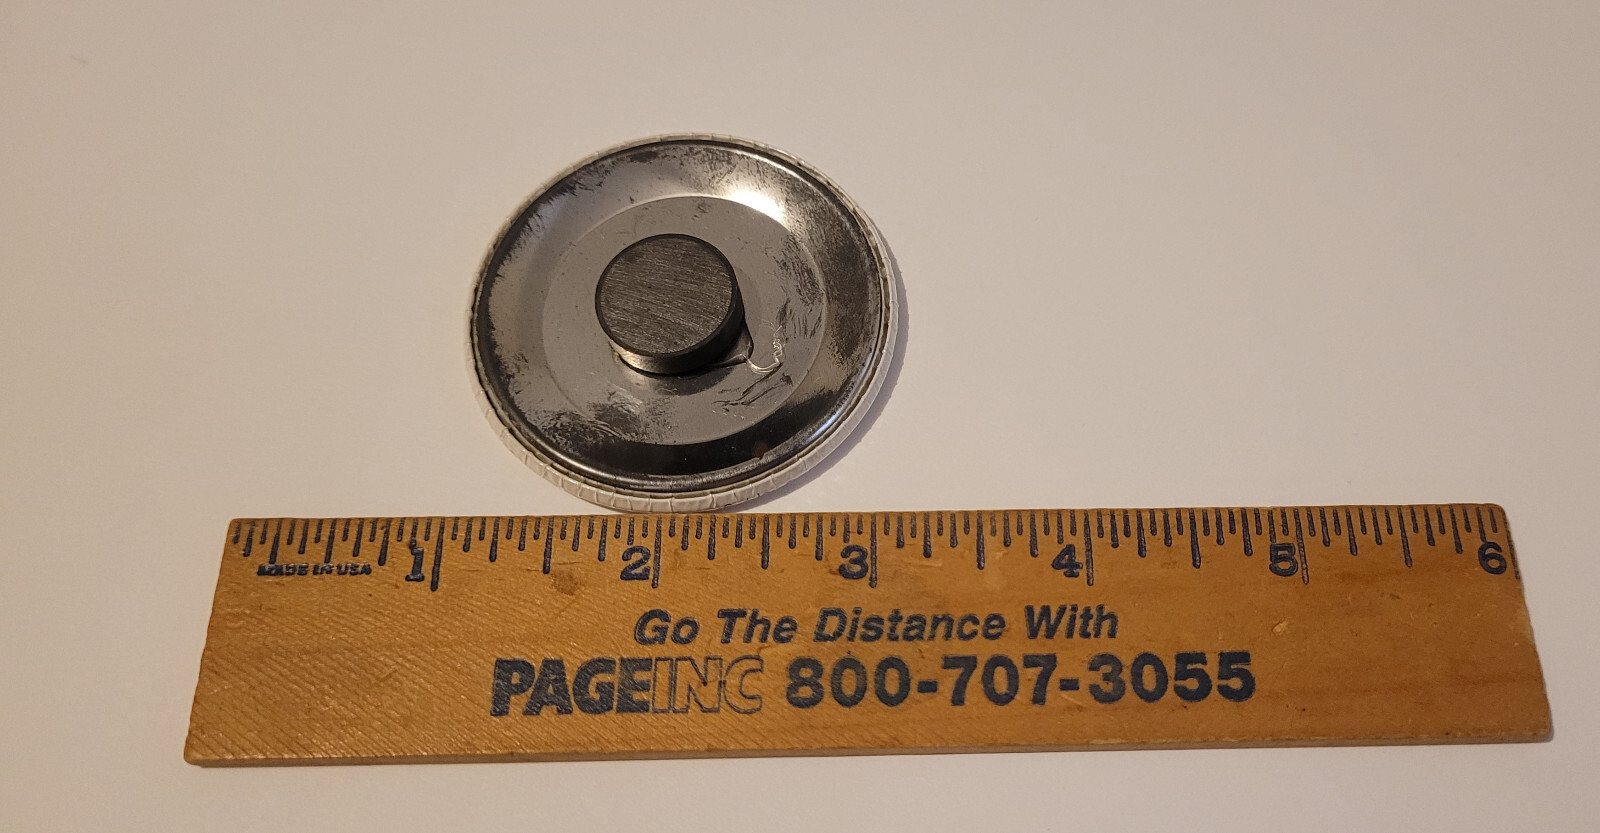 1 2 3 4 5 6
MADE IN USA
Go The Distance With
PAGEINC 800-707-3055